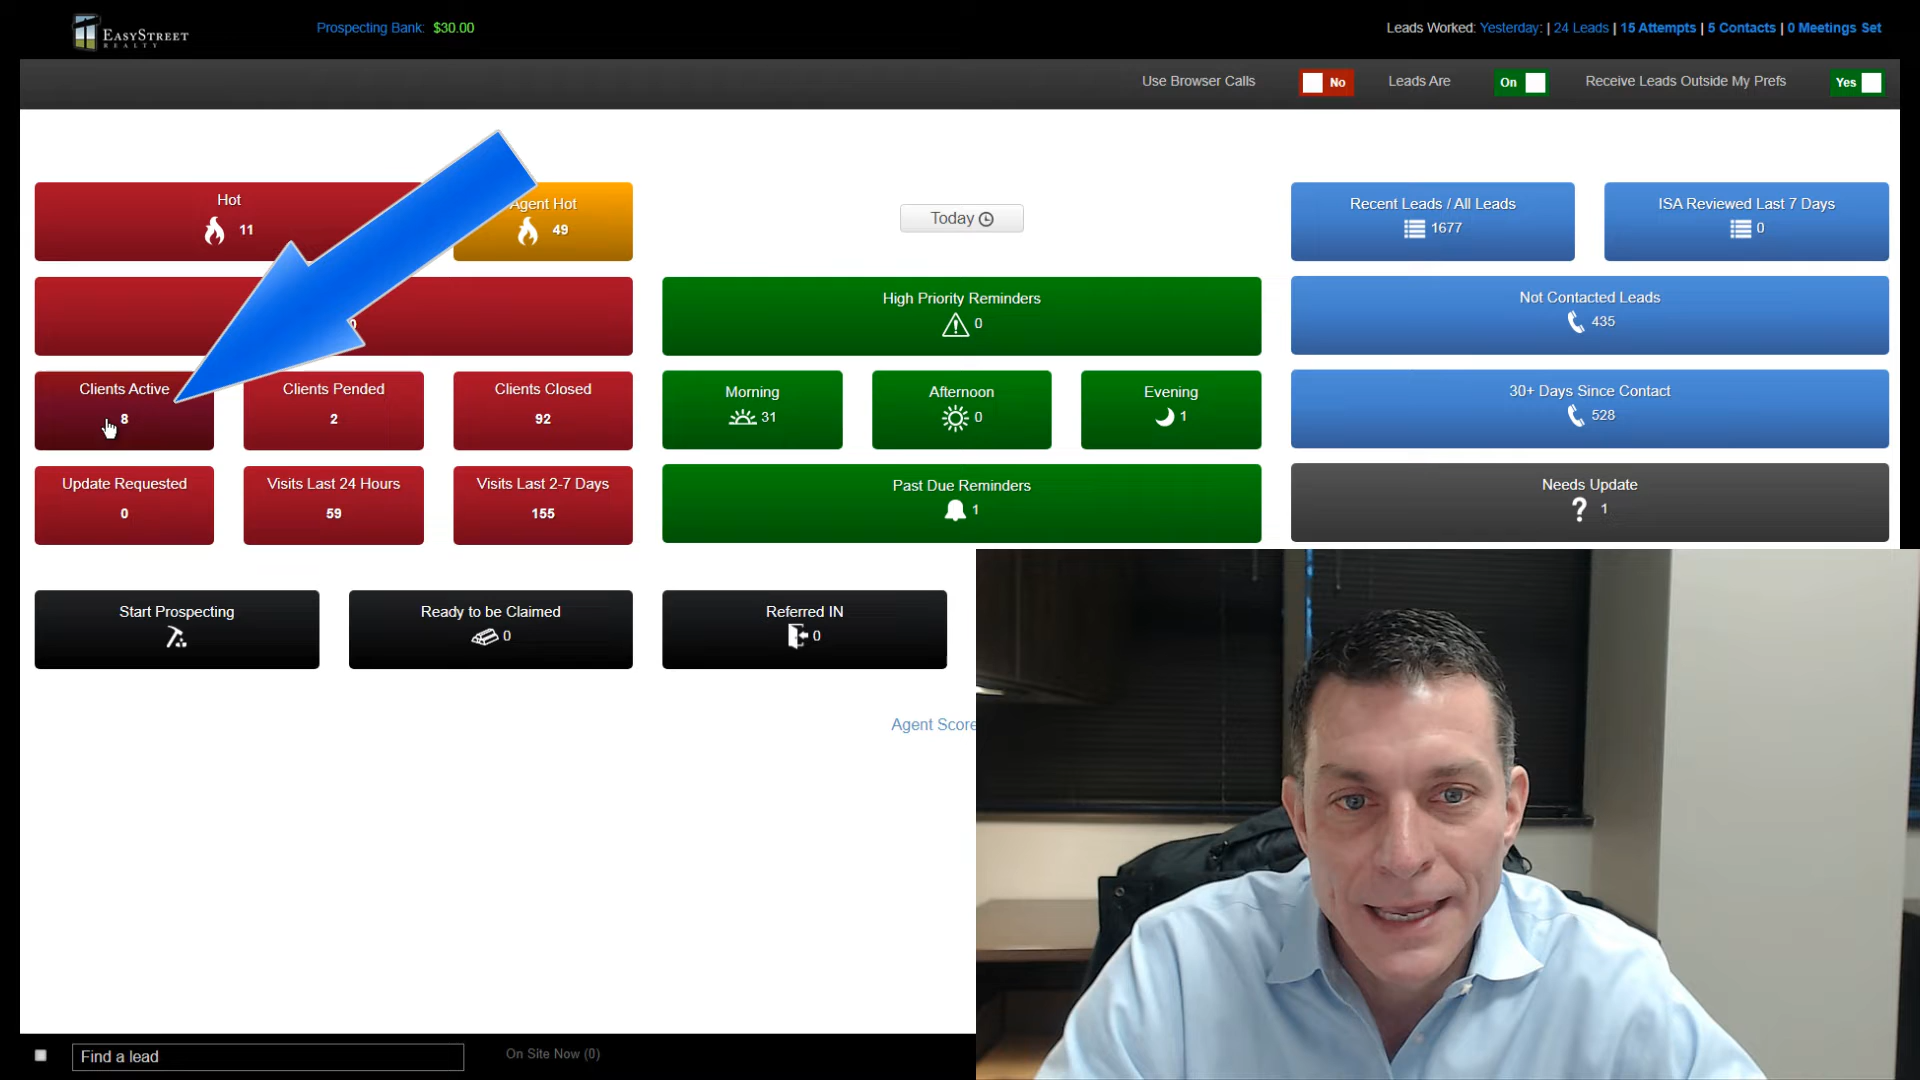 EASYSTREET
REALTY
Prospecting Bank: $30.00
Leads Worked: Yesterday: | 24 Leads | 15 Attempts | 5 Contacts | 0 Meetings Set
Use Browser Calls No Leads Are On Receive Leads Outside My Prefs Yes
Hot
11
Agent Hot
49
0
Clients Active
8
Clients Pended
2
Clients Closed
92
Update Requested
0
Visits Last 24 Hours
59
Visits Last 2-7 Days
155
Today
High Priority Reminders
0
Morning
31
Afternoon
0
Evening
1
Past Due Reminders
1
Recent Leads / All Leads
1677
ISA Reviewed Last 7 Days
0
Not Contacted Leads
435
30+ Days Since Contact
528
Needs Update
? 1
Start Prospecting
Ready to be Claimed
0
Referred IN
0
Agent Score
Find a lead
On Site Now (0)